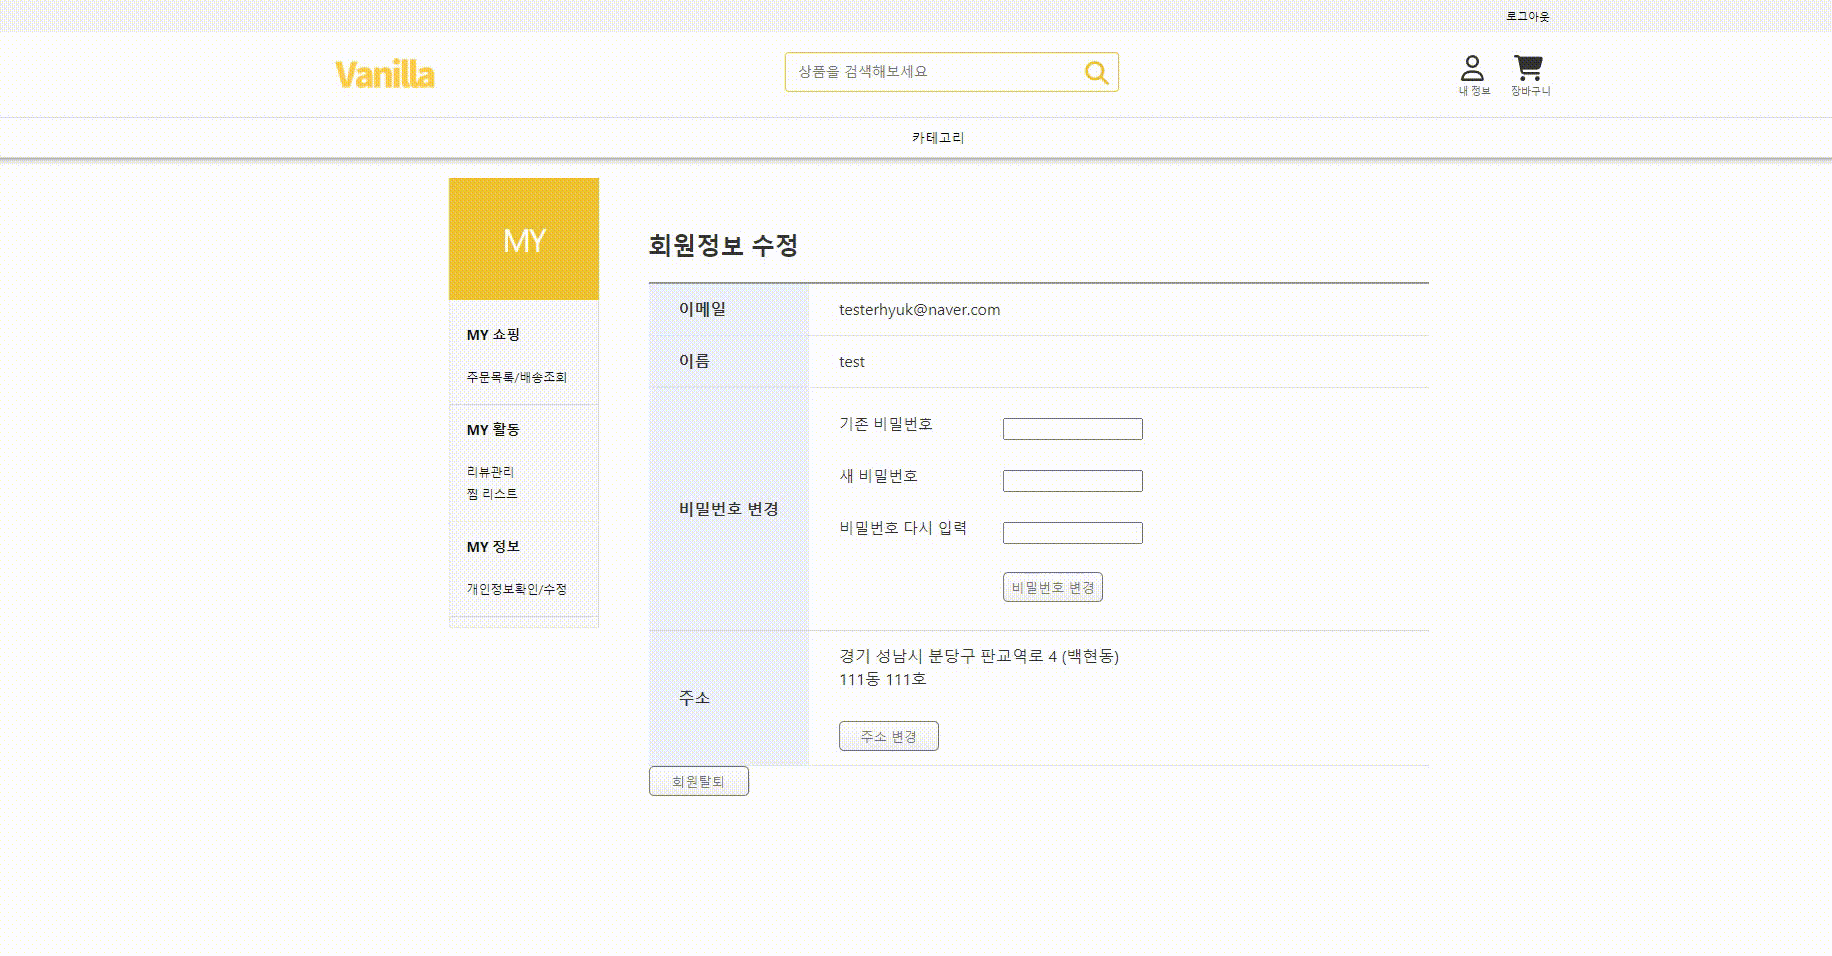 로그아웃
Vanilla
상품을 검색해보세요
내 정보
장바구니
카테고리
MY
MY 쇼핑
주문목록/배송조회
MY 활동
리뷰관리
찜 리스트
MY 정보
개인정보확인/수정
회원정보 수정
이메일
testerhyuk@naver.com
이름
test
비밀번호 변경
기존 비밀번호
새 비밀번호
비밀번호 다시 입력
비밀번호 변경
주소
경기 성남시 분당구 판교역로 4 (백현동)
111동 111호
주소 변경
회원탈퇴